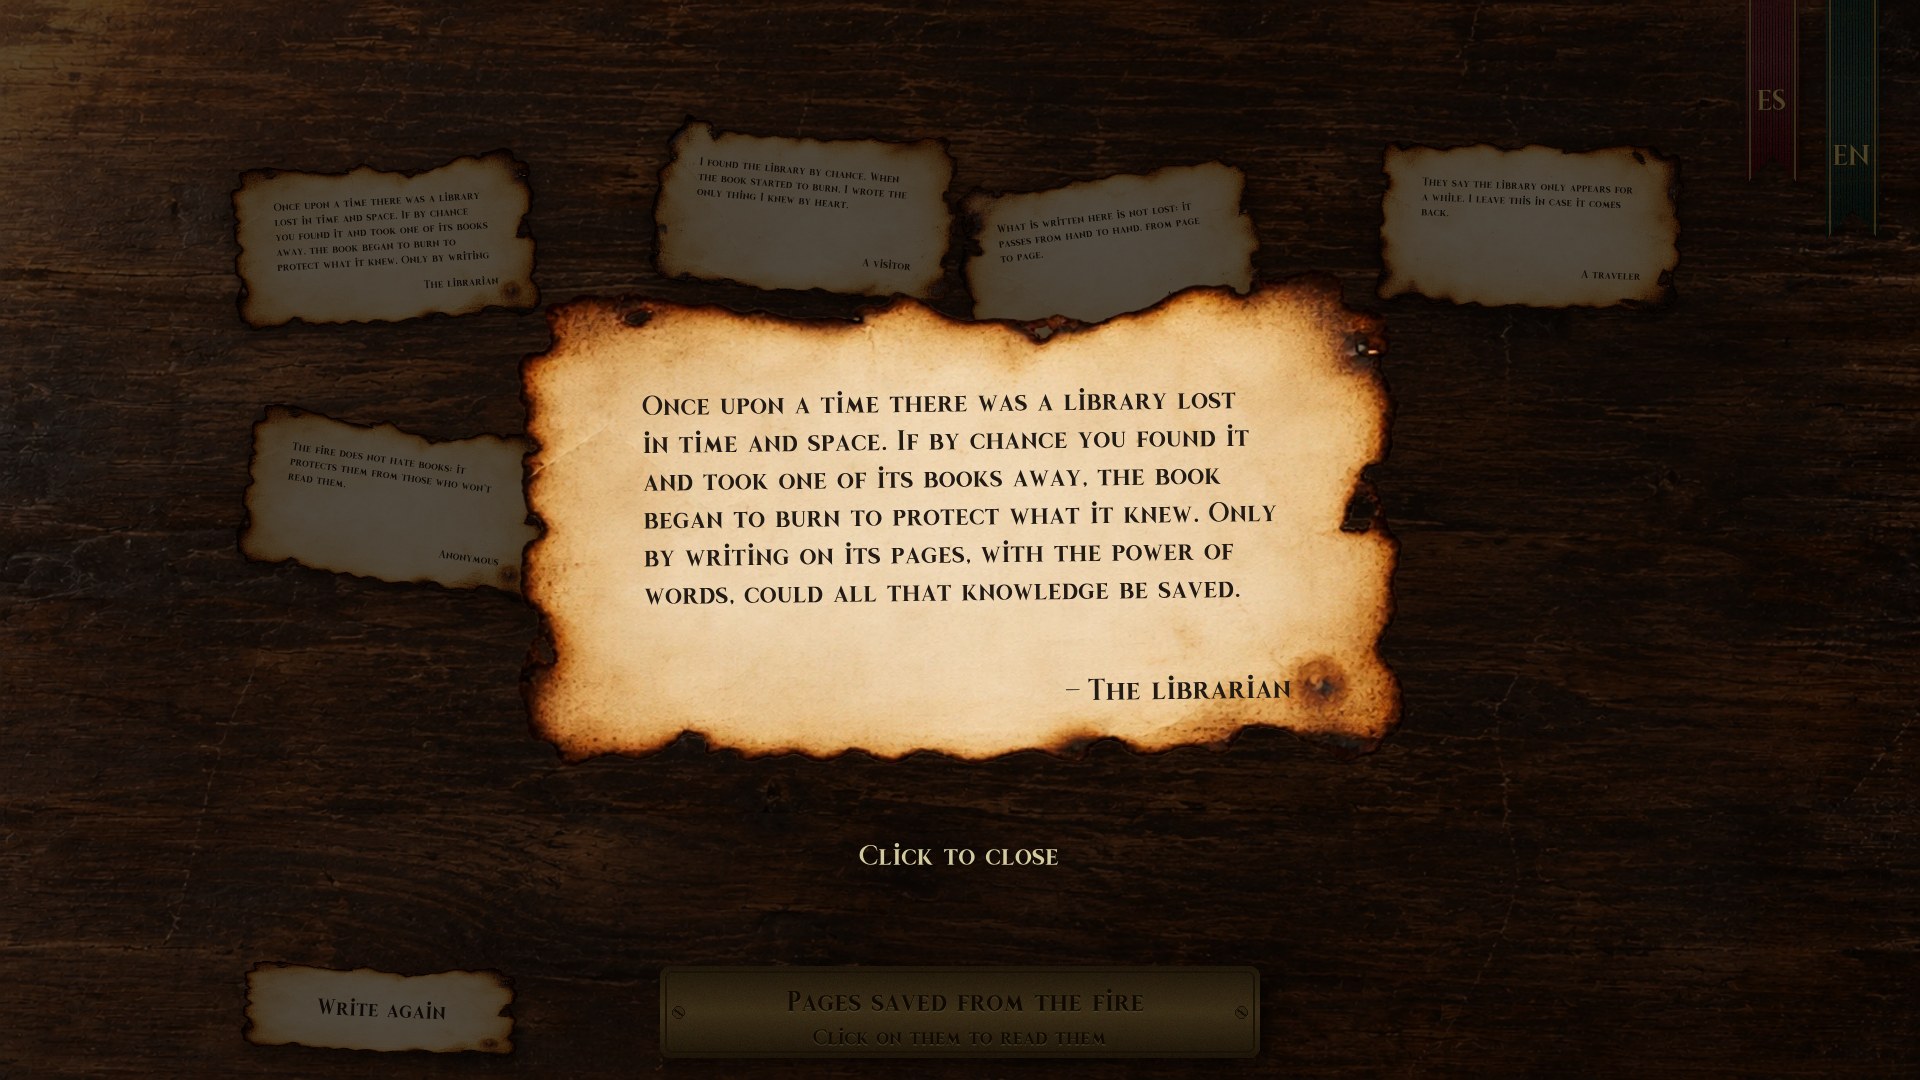 ES
EN
Once upon a time there was a library
lost in time and space. If by chance
you found it and took one of its books
away, the book began to burn to
protect what it knew. Only by writing
The librarian
I found the library by chance. When
the book started to burn, I wrote the
only thing I knew by heart.
A visitor
What is written here is not lost: it
passes from hand to hand, from page
to page.
They say the library only appears for
a while. I leave this in case it comes
back.
A traveler
The fire does not hate books: it
protects them from those who won't
read them.
Anonymous
Once upon a time there was a library lost
in time and space. If by chance you found it
and took one of its books away, the book
began to burn to protect what it knew. Only
by writing on its pages, with the power of
words, could all that knowledge be saved.
– The librarian
Click to close
Write again
Pages saved from the fire
Click on them to read them